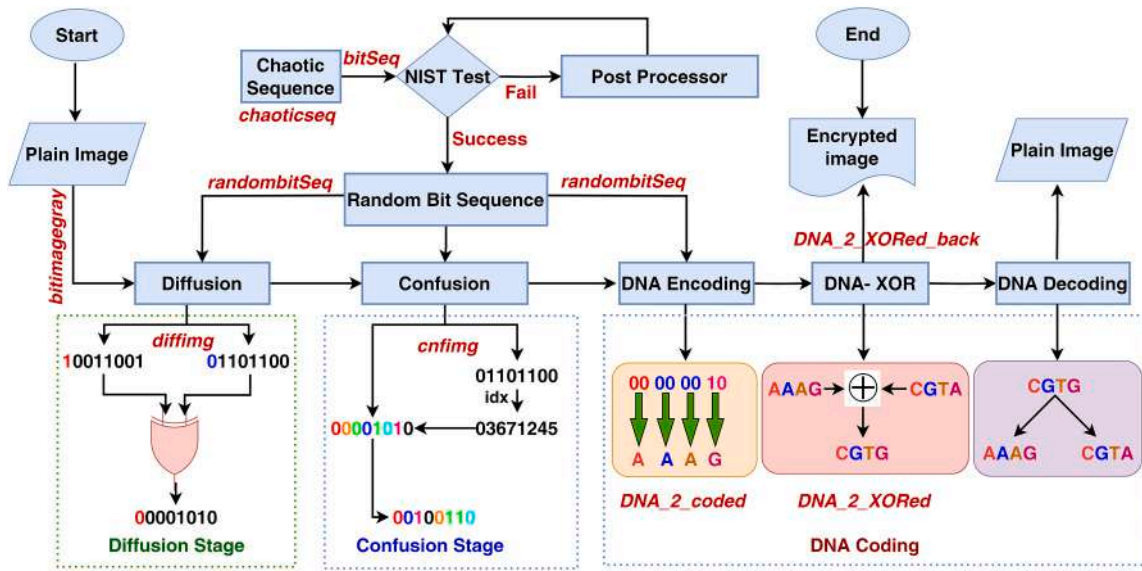 Start
End
Chaotic Sequence
bitSeq
NIST Test
Fail
Post Processor
chaoticseq
Success
Plain Image
Encrypted image
Plain Image
randombitSeq
Random Bit Sequence
randombitSeq
bitimagegray
DNA_2_XORed_back
Diffusion
Confusion
DNA Encoding
DNA- XOR
DNA Decoding
diffimg
10011001
01101100
00001010
Diffusion Stage
cnfimg
01101100
idx
00001010
03671245
00100110
Confusion Stage
00 00 00 10
A A A G
DNA_2_coded
AAAG
CGTA
CGTG
DNA_2_XORed
CGTG
AAAG
CGTA
DNA Coding